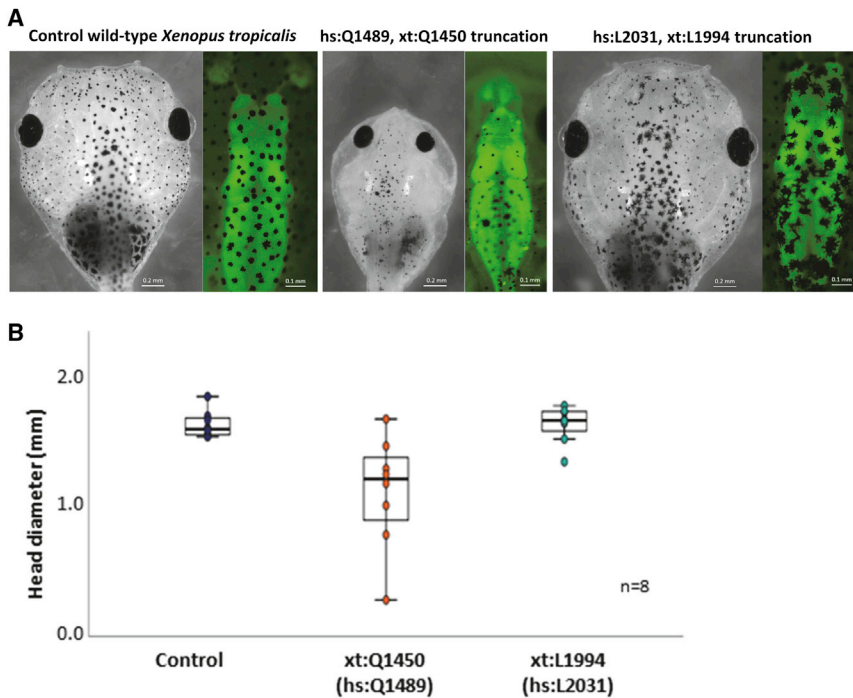 A
Control wild-type Xenopus tropicalis
hs:Q1489, xt:Q1450 truncation
hs:L2031, xt:L1994 truncation
0.2 mm
0.1 mm
0.2 mm
0.1 mm
0.2 mm
0.1 mm
B
Head diameter (mm)
2.0
1.0
0.0
n=8
Control
xt:Q1450
(hs:Q1489)
xt:L1994
(hs:L2031)